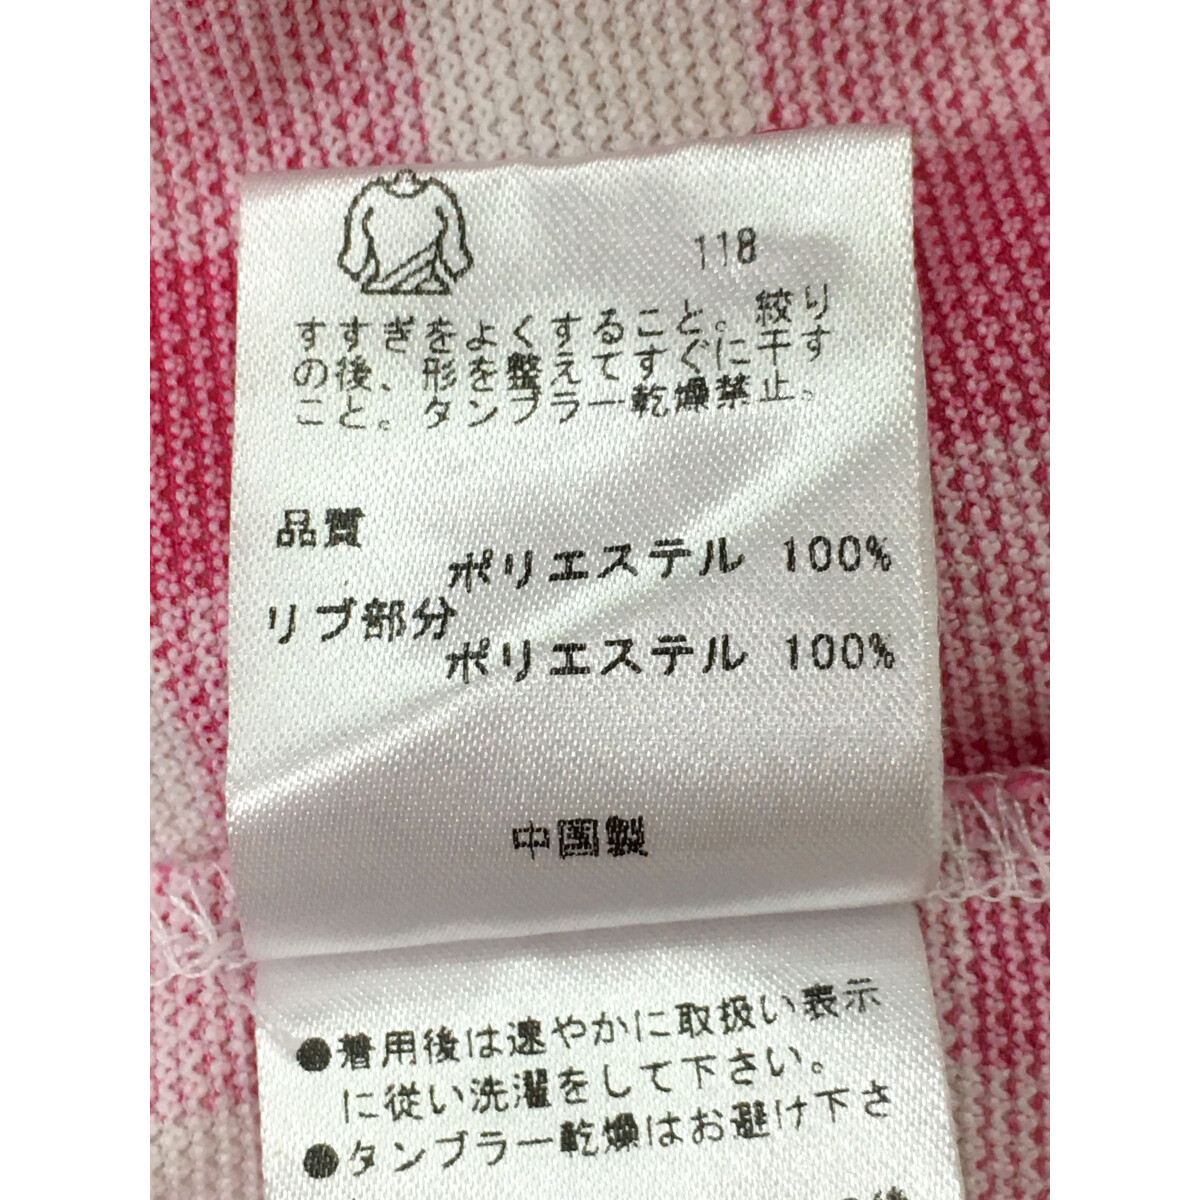 118
すすぎをよくすること。絞り
の後、形を整えてすぐに干す
こと。タンブラー乾燥禁止。
品質
ポリエステル 100%
リブ部分
ポリエステル 100%
中国製
●着用後は速やかに取扱い表示
に従い洗濯をして下さい。
●タンブラー乾燥はお避け下さ